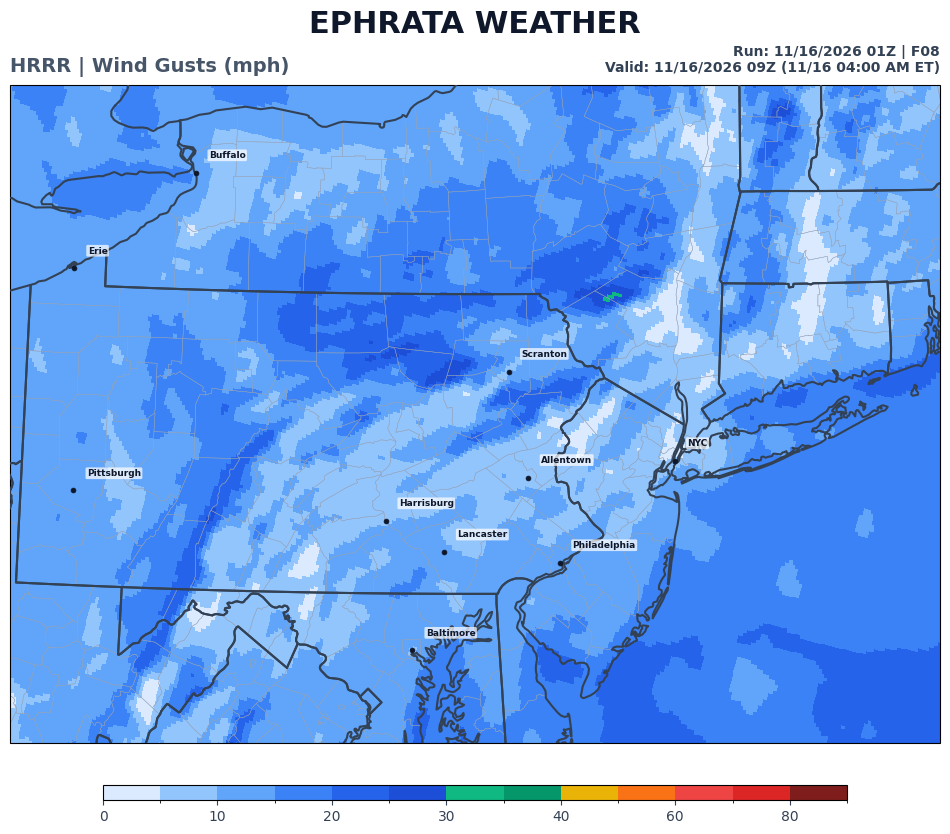 EPHRATA WEATHER
HRRR | Wind Gusts (mph)
Run: 11/16/2026 01Z | F08
Valid: 11/16/2026 09Z (11/16 04:00 AM ET)
Buffalo
Erie
Scranton
NYC
Allentown
Pittsburgh
Harrisburg
Lancaster
Philadelphia
Baltimore
0 10 20 30 40 60 80